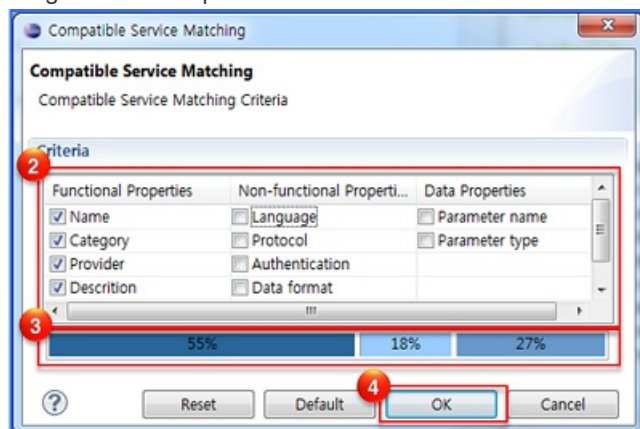 Compatible Service Matching
Compatible Service Matching
Compatible Service Matching Criteria
Criteria
2
Functional Properties Non-functional Properti... Data Properties
Name Language Parameter name
Category Protocol Parameter type
Provider Authentication
Descrition Data format
3
55% 18% 27%
4
? Reset Default OK Cancel